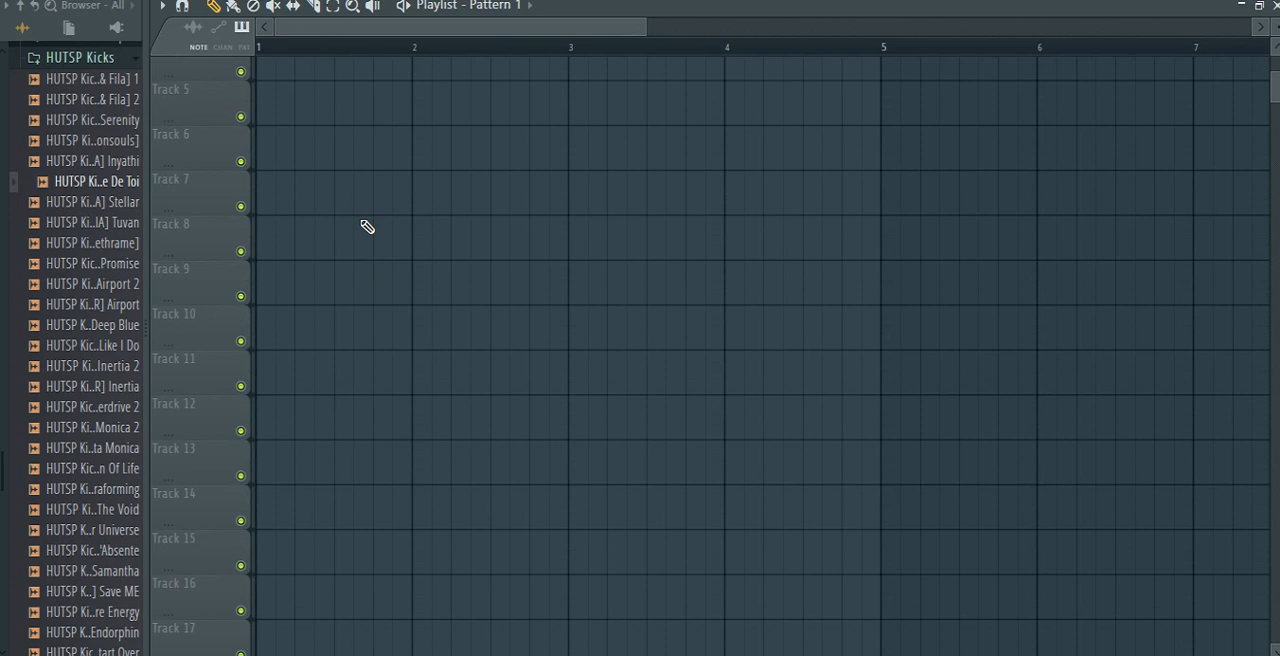 Browser - All
Playlist - Pattern 1
NOTE CHAN PAT
1 2 3 4 5 6 7
HUTSP Kicks
HUTSP Kic..& Fila] 1
HUTSP Kic..& Fila] 2
HUTSP Kic..Serenity
HUTSP Ki..onsouls]
HUTSP Ki..A] Inyathi
HUTSP Ki..e De Toi
HUTSP Ki..A] Stellar
HUTSP Ki..IA] Tuvan
HUTSP Ki..ethrame]
HUTSP Kic..Promise
HUTSP Ki..Airport 2
HUTSP Ki..R] Airport
HUTSP K..Deep Blue
HUTSP Kic..Like I Do
HUTSP Ki..Inertia 2
HUTSP Ki..R] Inertia
HUTSP Kic..erdrive 2
HUTSP Ki..Monica 2
HUTSP Ki..ta Monica
HUTSP Kic..n Of Life
HUTSP Ki..raforming
HUTSP Ki..The Void
HUTSP K..r Universe
HUTSP Kic..'Absente
HUTSP K..Samantha
HUTSP K..] Save ME
HUTSP Ki..re Energy
HUTSP K..Endorphin
HUTSP Kic..tart Over
Track 5
Track 6
Track 7
Track 8
Track 9
Track 10
Track 11
Track 12
Track 13
Track 14
Track 15
Track 16
Track 17